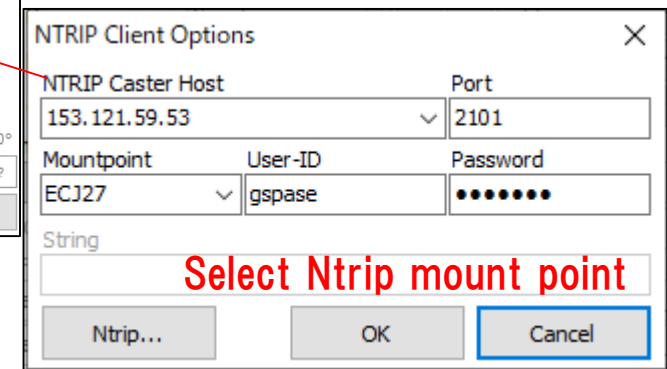 NTRIP Client Options
NTRIP Caster Host Port
153.121.59.53 2101
Mountpoint User-ID Password
ECJ27 gspase •••••••
String
Select Ntrip mount point
Ntrip... OK Cancel
0°
?